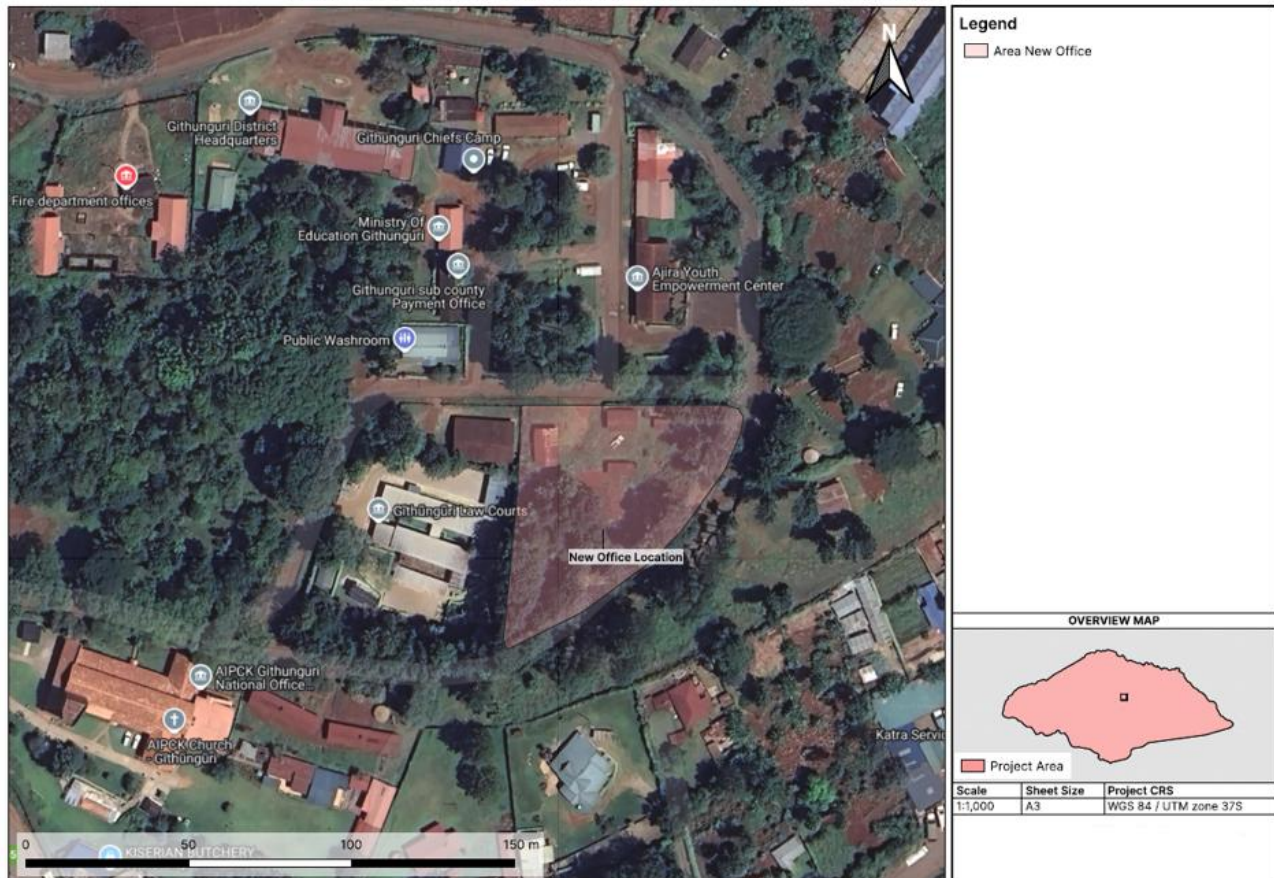 N
Githunguri District
Headquarters
Githunguri Chiefs Camp
Fire department offices
Ministry Of
Education Githunguri
Githunguri sub county
Payment Office
Ajira Youth
Empowerment Center
Public Washroom
Githunguri Law Courts
New Office Location
AIPCK Githunguri
National Office...
AIPCK Church
- Githunguri
Katra Servic
KISERIAN BUTCHERY
0 50 100 150 m
Legend
Area New Office
OVERVIEW MAP
Project Area
Scale Sheet Size Project CRS
1:1,000 A3 WGS 84 / UTM zone 37S